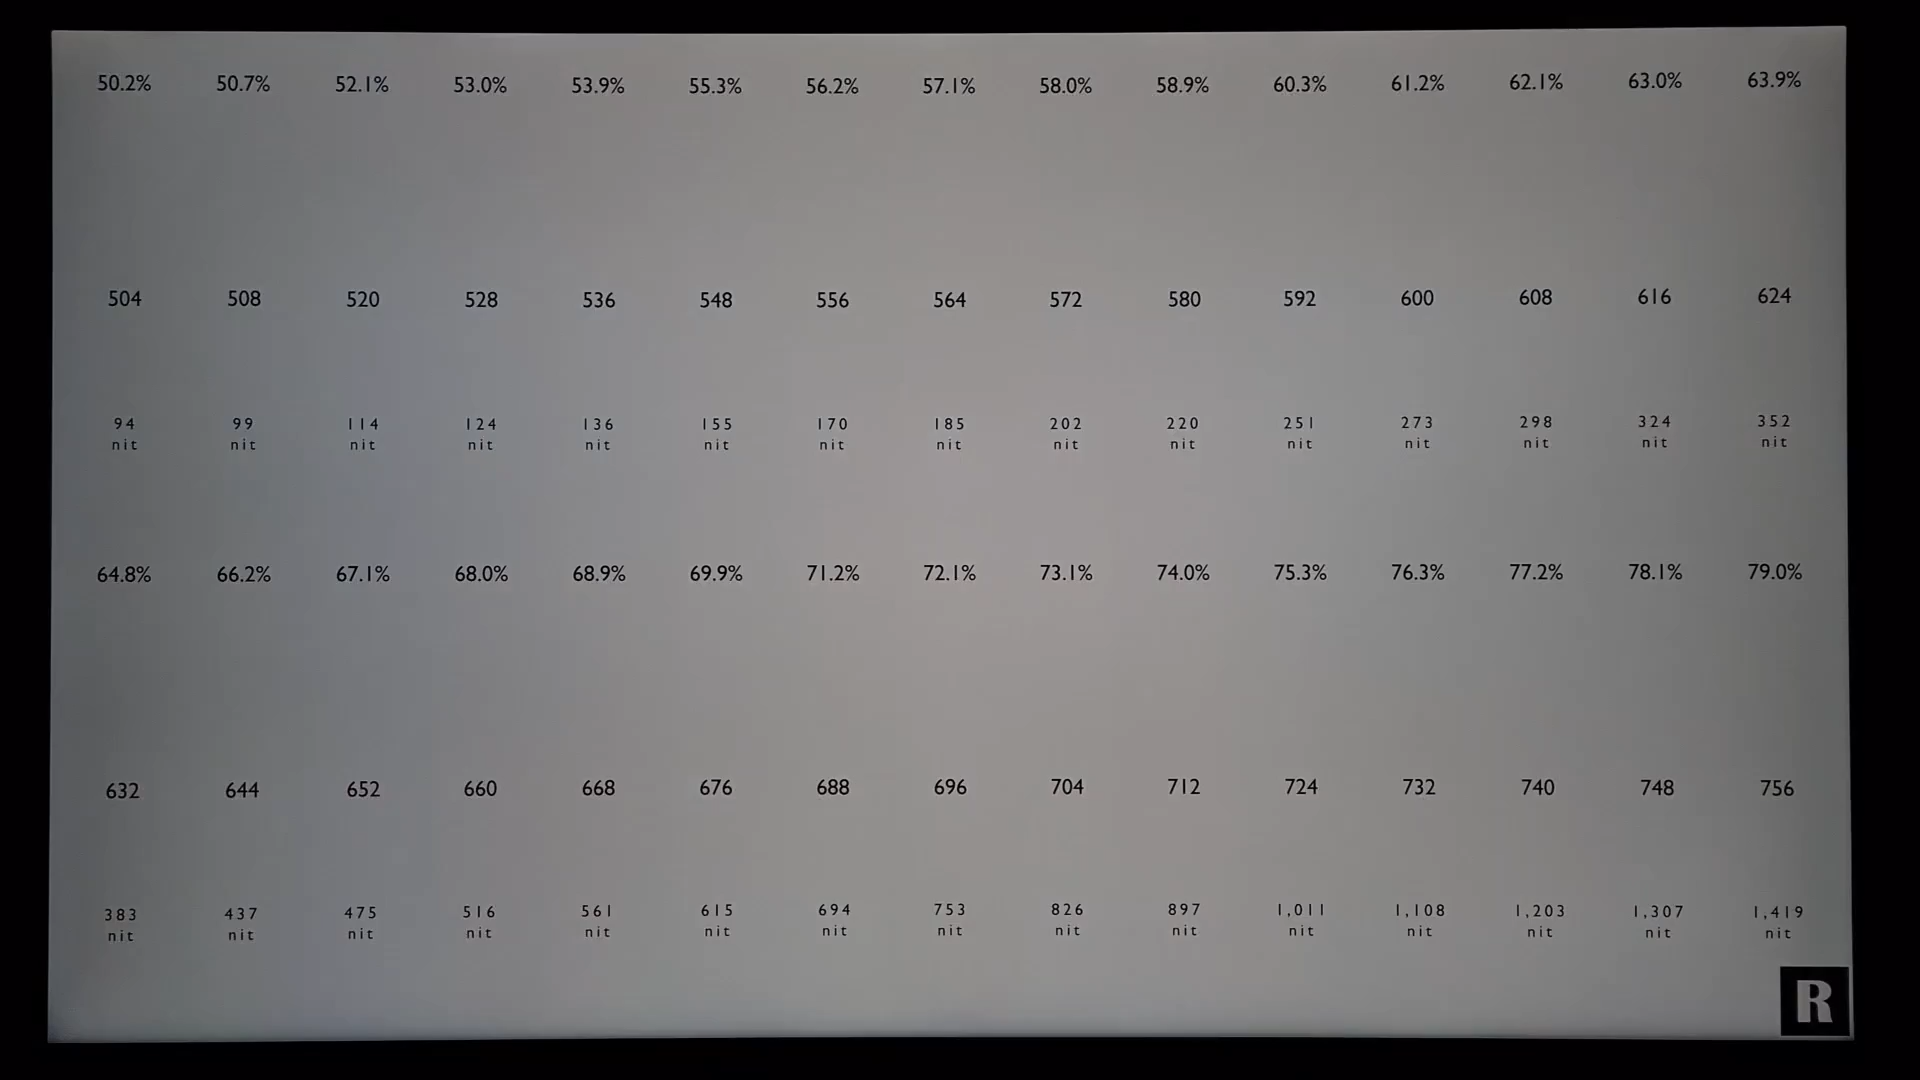 50.2% 50.7% 52.1% 53.0% 53.9% 55.3% 56.2% 57.1% 58.0% 58.9% 60.3% 61.2% 62.1% 63.0% 63.9%
504 508 520 528 536 548 556 564 572 580 592 600 608 616 624
94 99 114 124 136 155 170 185 202 220 251 273 298 324 352
nit nit nit nit nit nit nit nit nit nit nit nit nit nit nit
64.8% 66.2% 67.1% 68.0% 68.9% 69.9% 71.2% 72.1% 73.1% 74.0% 75.3% 76.3% 77.2% 78.1% 79.0%
632 644 652 660 668 676 688 696 704 712 724 732 740 748 756
383 437 475 516 561 615 694 753 826 897 1,011 1,108 1,203 1,307 1,419
nit nit nit nit nit nit nit nit nit nit nit nit nit nit nit
R